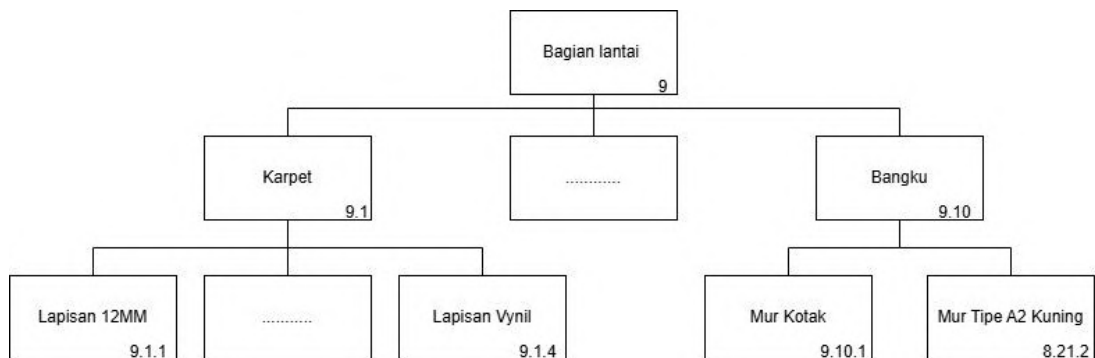 Bagian lantai
9
Karpet
9.1
............
Bangku
9.10
Lapisan 12MM
9.1.1
...........
Lapisan Vynil
9.1.4
Mur Kotak
9.10.1
Mur Tipe A2 Kuning
8.21.2